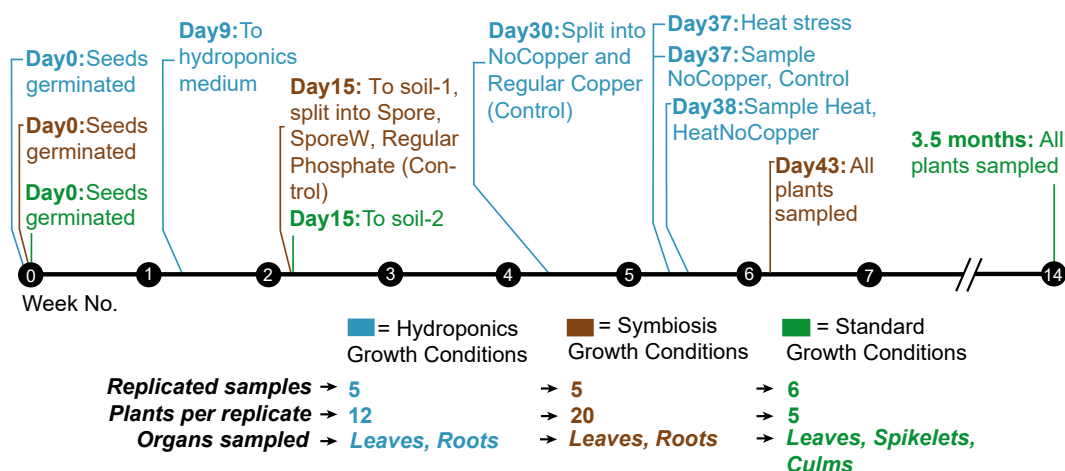 Day0:Seeds
germinated
Day0:Seeds
germinated
Day0:Seeds
germinated
Day9:To
hydroponics
medium
Day15: To soil-1,
split into Spore,
SporeW, Regular
Phosphate (Con-
trol)
Day15:To soil-2
Day30:Split into
NoCopper and
Regular Copper
(Control)
Day37:Heat stress
Day37:Sample
NoCopper, Control
Day38:Sample Heat,
HeatNoCopper
Day43:All
plants
sampled
3.5 months: All
plants sampled
0 1 2 3 4 5 6 7 14
Week No.
= Hydroponics
Growth Conditions
= Symbiosis
Growth Conditions
= Standard
Growth Conditions
Replicated samples → 5 → 5 → 6
Plants per replicate → 12 → 20 → 5
Organs sampled → Leaves, Roots → Leaves, Roots → Leaves, Spikelets,
Culms